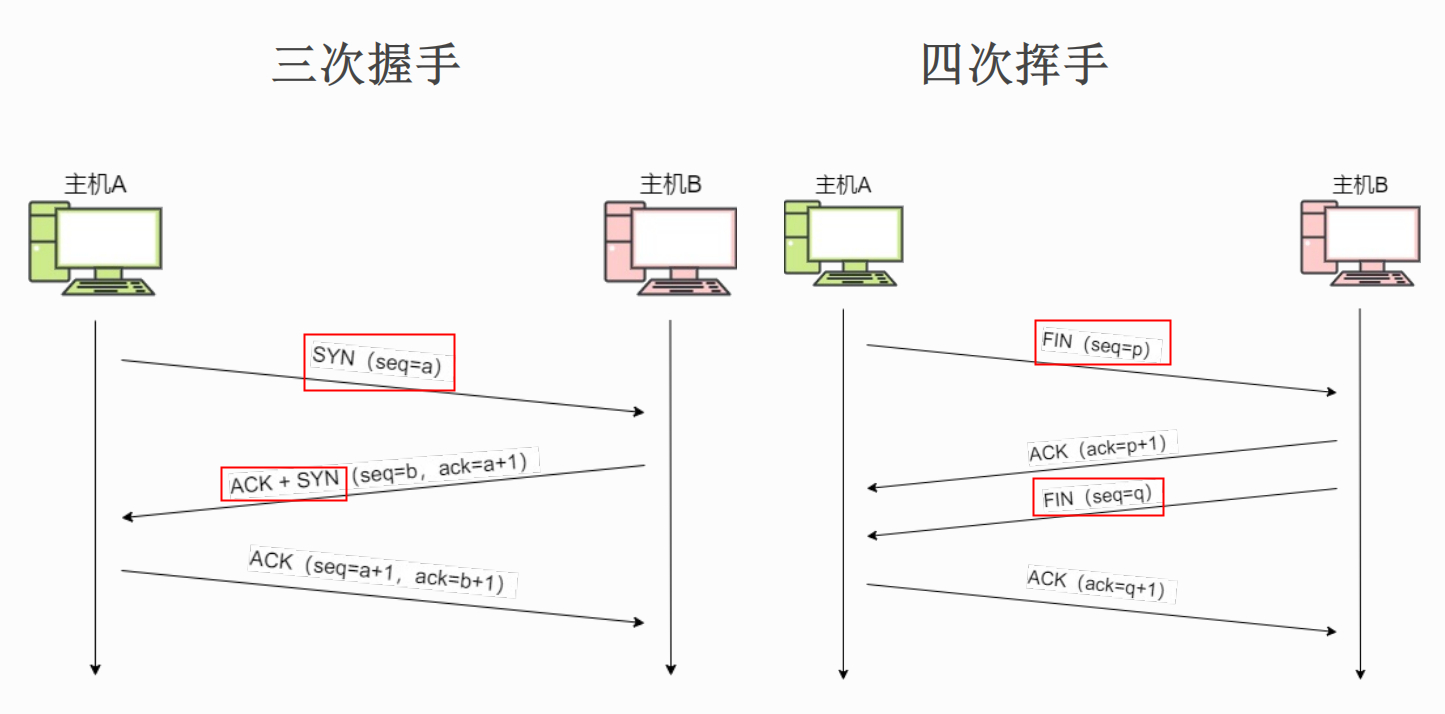 三次握手
主机A
主机B
SYN（seq=a）
ACK + SYN（seq=b，ack=a+1）
ACK（seq=a+1，ack=b+1）
四次挥手
主机A
主机B
FIN（seq=p）
ACK（ack=p+1）
FIN（seq=q）
ACK（ack=q+1）